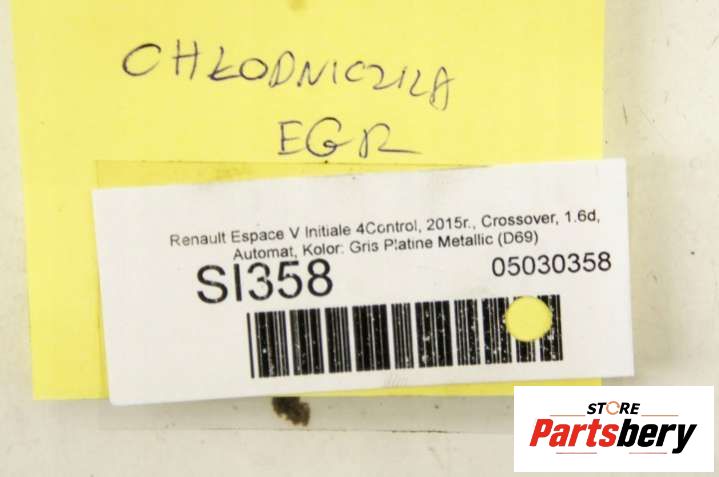 CHŁODNICZKA
EGR
Renault Espace V Initiale 4Control, 2015r., Crossover, 1.6d,
Automat, Kolor: Gris Platine Metallic (D69)
SI358 05030358
STORE
Partsbery